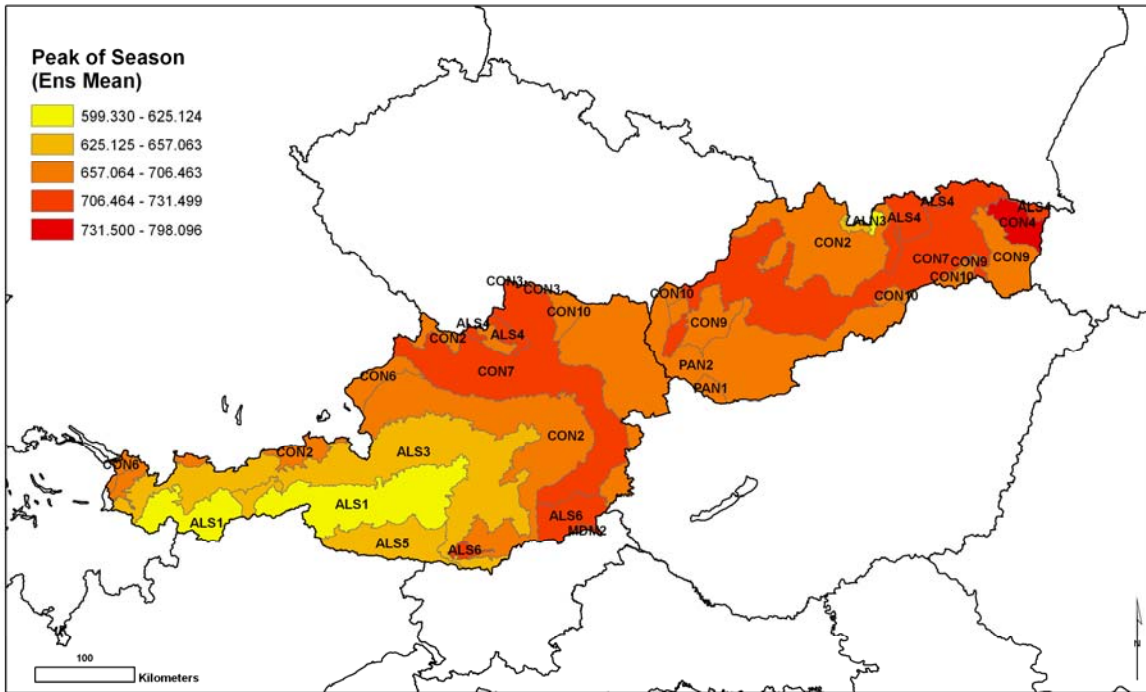 Peak of Season
(Ens Mean)
599.330 - 625.124
625.125 - 657.063
657.064 - 706.463
706.464 - 731.499
731.500 - 798.096
ALS4
ALS4
ALN3
ALS4
CON4
CON2
CON7
CON9
CON9
CON10
CON3
CON3
CON10
CON10
CON10
ALS4
ALS4
CON9
CON2
CON7
PAN2
CON6
PAN1
CON2
ALS3
CON2
CON6
ALS1
ALS6
ALS1
MDM2
ALS5
ALS6
100
Kilometers
N